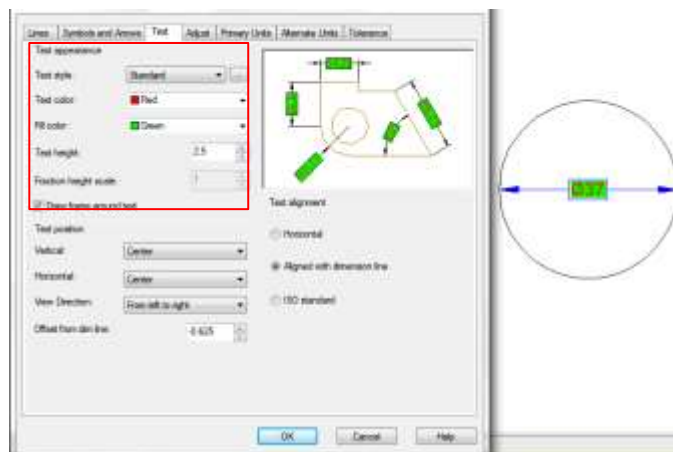 Lines Symbols and Arrows Text Adjust Primary Units Alternate Units Tolerance
Text appearance
Text style: Standard
Text color: Red
Fill color: Green
Text height: 2.5
Fraction height scale: 1
Draw frame around text
Text position
Vertical: Center
Horizontal: Center
View Direction: From left to right
Offset from dim line: 0.625
Text alignment
Horizontal
Aligned with dimension line
ISO standard
OK Cancel Help
Ø37